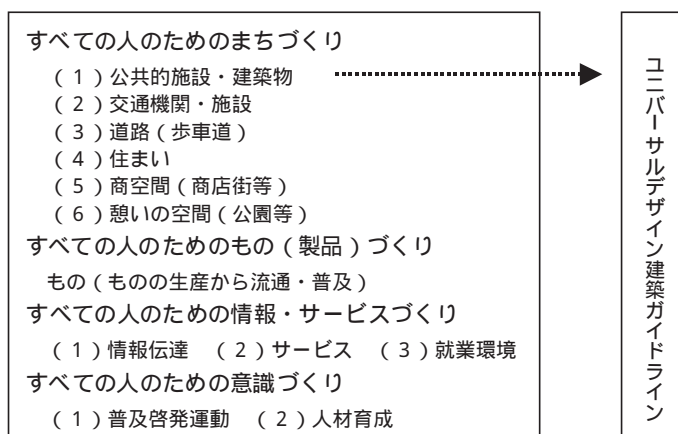 すべての人のためのまちづくり
(1)公共的施設・建築物
(2)交通機関・施設
(3)道路(歩車道)
(4)住まい
(5)商空間(商店街等)
(6)憩いの空間(公園等)
すべての人のためのもの(製品)づくり
もの(ものの生産から流通・普及)
すべての人のための情報・サービスづくり
(1)情報伝達 (2)サービス (3)就業環境
すべての人のための意識づくり
(1)普及啓発運動 (2)人材育成
ユニバーサルデザイン建築ガイドライン